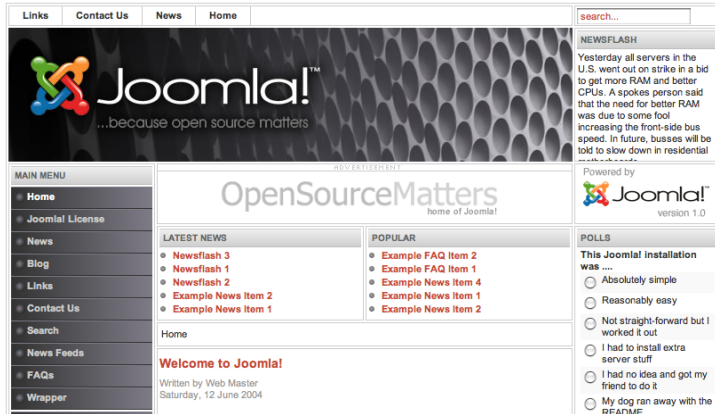 Links Contact Us News Home
search...
Joomla!™
...because open source matters
NEWSFLASH
Yesterday all servers in the
U.S. went out on strike in a bid
to get more RAM and better
CPUs. A spokes person said
that the need for better RAM
was due to some fool
increasing the front-side bus
speed. In future, busses will be
told to slow down in residential
motherboards.
MAIN MENU
Home
Joomla! License
News
Blog
Links
Contact Us
Search
News Feeds
FAQs
Wrapper
ADVERTISEMENT
OpenSourceMatters
home of Joomla!
Powered by
Joomla!™
version 1.0
LATEST NEWS
Newsflash 3
Newsflash 1
Newsflash 2
Example News Item 2
Example News Item 1
POPULAR
Example FAQ Item 2
Example FAQ Item 1
Example News Item 4
Example News Item 1
Example News Item 2
Home
Welcome to Joomla!
Written by Web Master
Saturday, 12 June 2004
POLLS
This Joomla! installation
was ....
Absolutely simple
Reasonably easy
Not straight-forward but I
worked it out
I had to install extra
server stuff
I had no idea and got my
friend to do it
My dog ran away with the
README